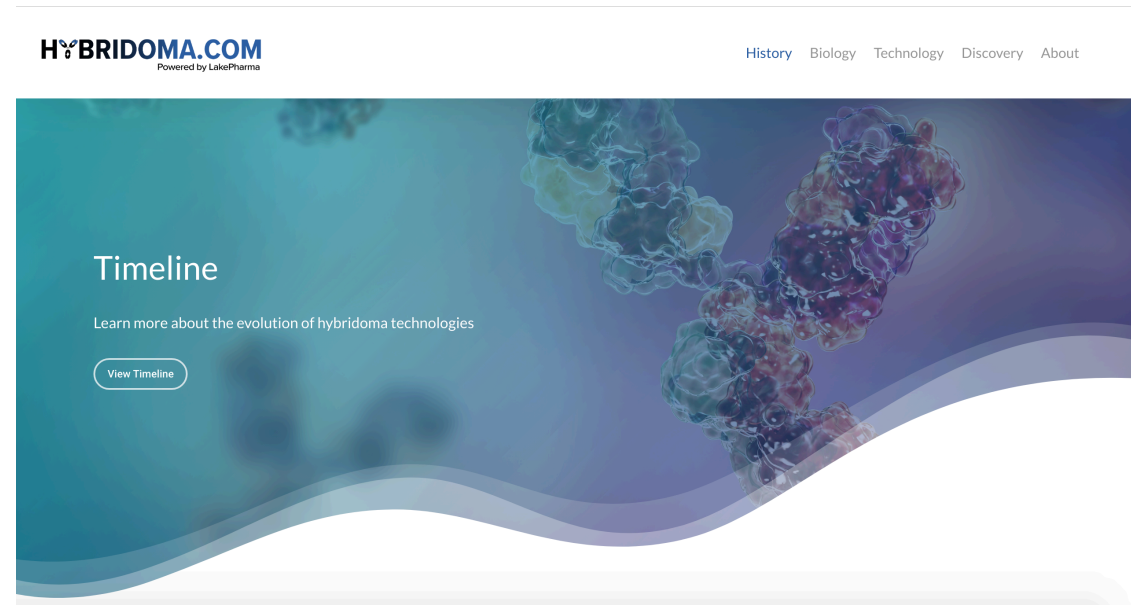 HYBRIDOMA.COM
Powered by LakePharma
History Biology Technology Discovery About
Timeline
Learn more about the evolution of hybridoma technologies
View Timeline